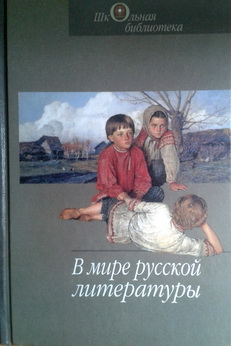 Школьная
библиотека
В мире русской
литературы